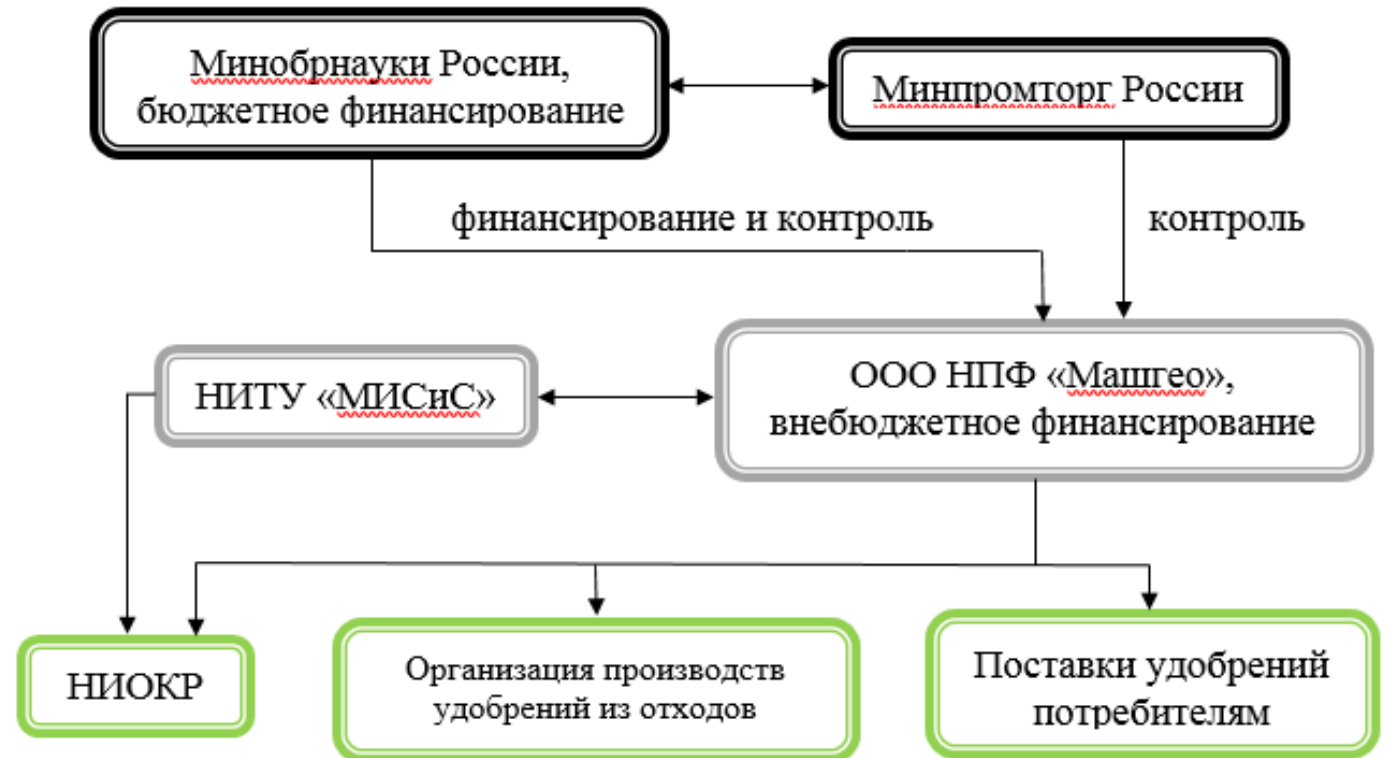 Минобрнауки России,
бюджетное финансирование
Минпромторг России
финансирование и контроль
контроль
НИТУ «МИСиС»
ООО НПФ «Машгео»,
внебюджетное финансирование
НИОКР
Организация производств
удобрений из отходов
Поставки удобрений
потребителям